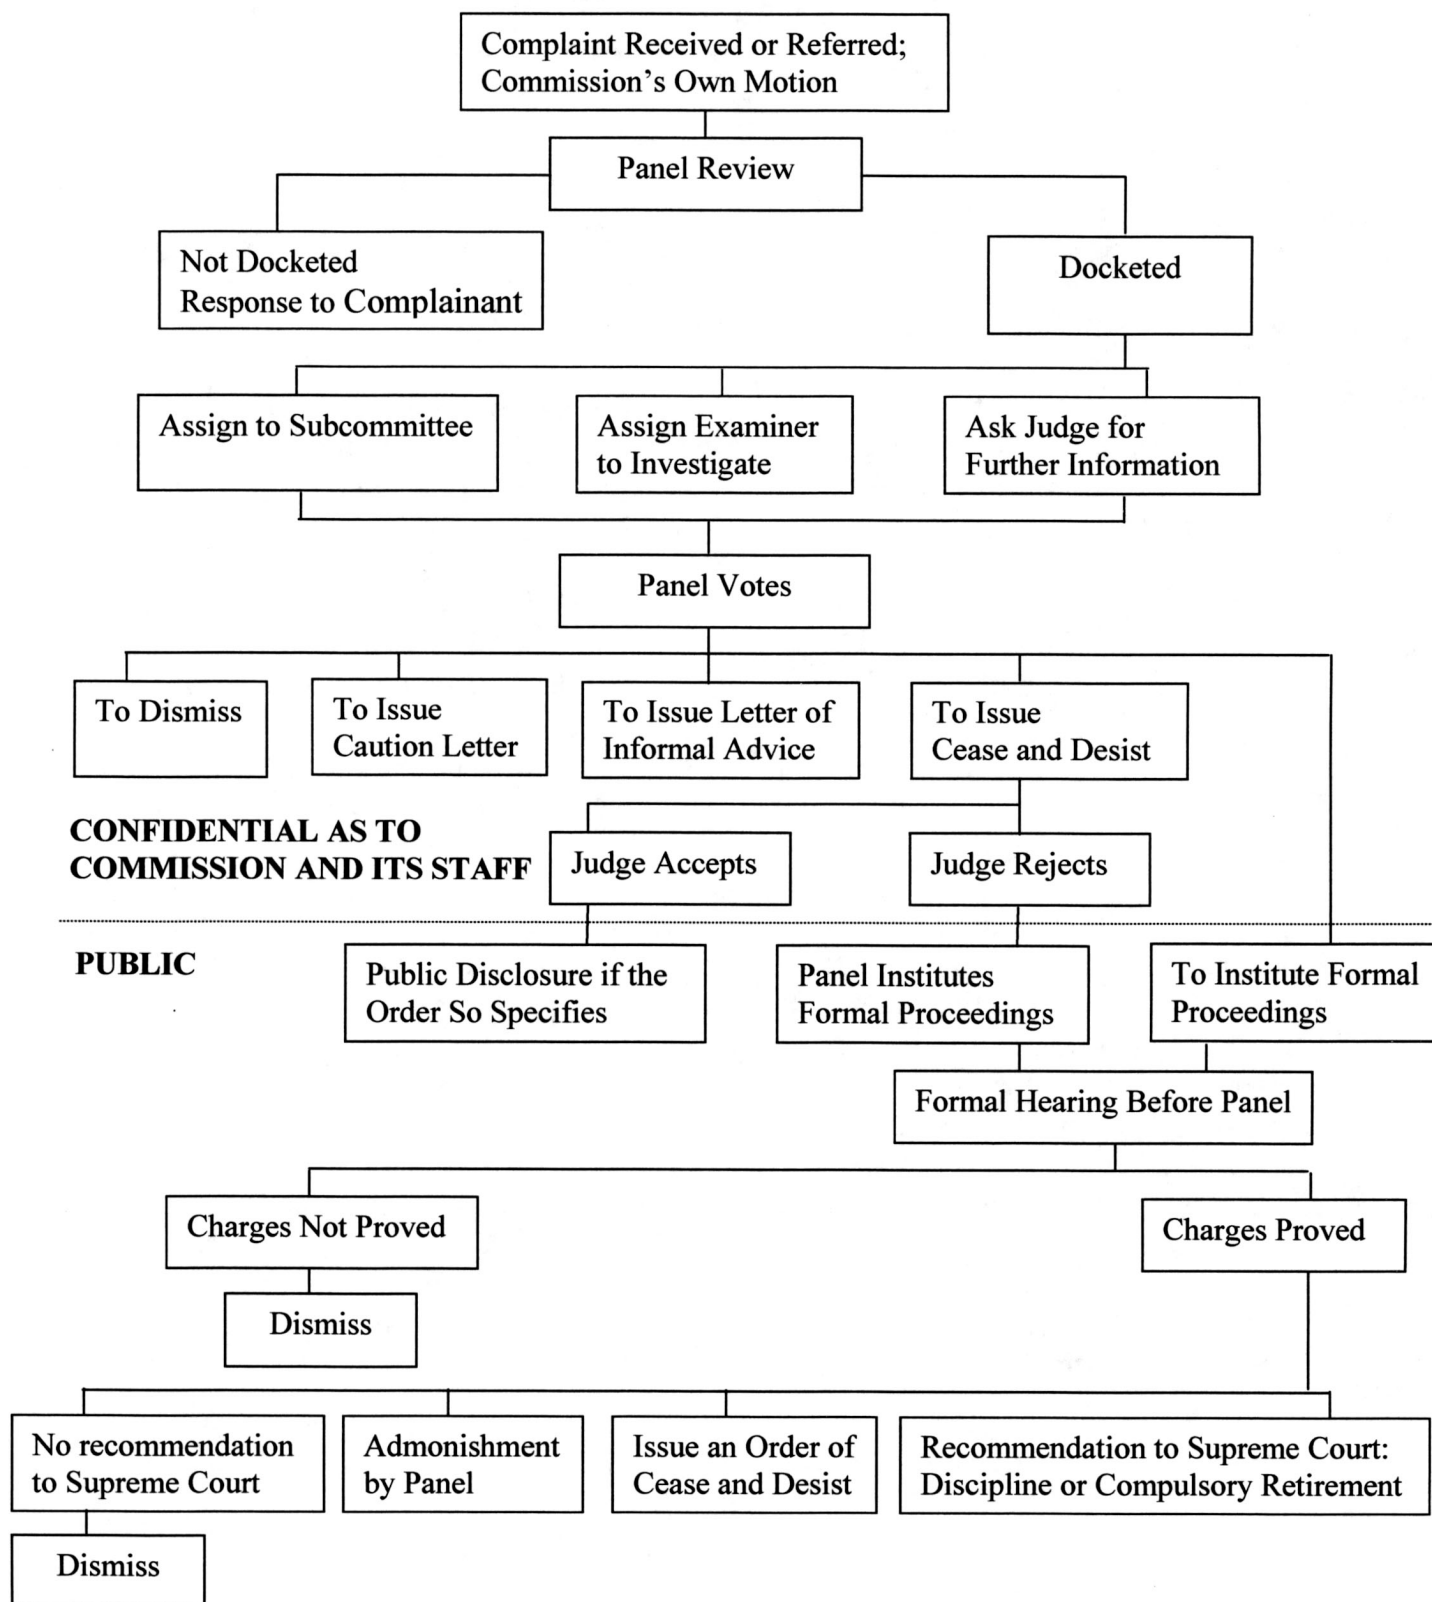 Complaint Received or Referred;
Commission's Own Motion
Panel Review
Not Docketed
Response to Complainant
Docketed
Assign to Subcommittee
Assign Examiner
to Investigate
Ask Judge for
Further Information
Panel Votes
To Dismiss
To Issue
Caution Letter
To Issue Letter of
Informal Advice
To Issue
Cease and Desist
CONFIDENTIAL AS TO
COMMISSION AND ITS STAFF
Judge Accepts
Judge Rejects
PUBLIC
Public Disclosure if the
Order So Specifies
Panel Institutes
Formal Proceedings
To Institute Formal
Proceedings
Formal Hearing Before Panel
Charges Not Proved
Charges Proved
Dismiss
No recommendation
to Supreme Court
Admonishment
by Panel
Issue an Order of
Cease and Desist
Recommendation to Supreme Court:
Discipline or Compulsory Retirement
Dismiss